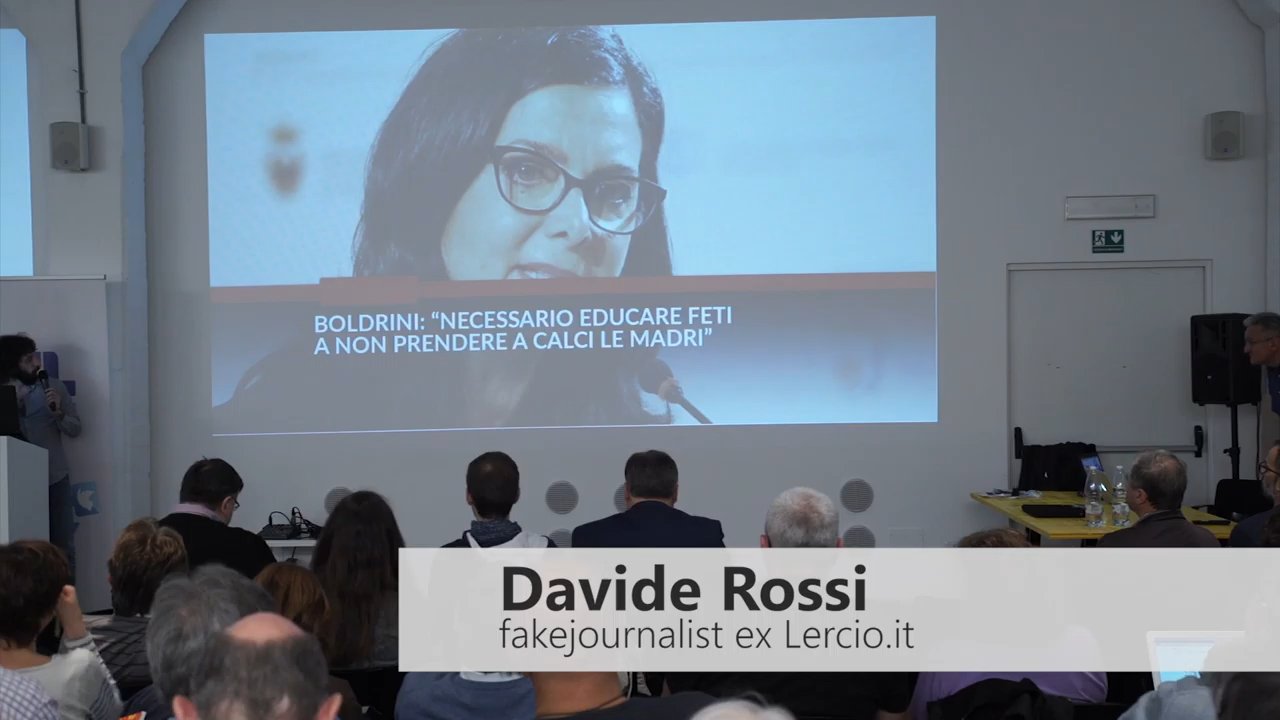 BOLDRINI: “NECESSARIO EDUCARE FETI
A NON PRENDERE A CALCI LE MADRI”
Davide Rossi
fakejournalist ex Lercio.it